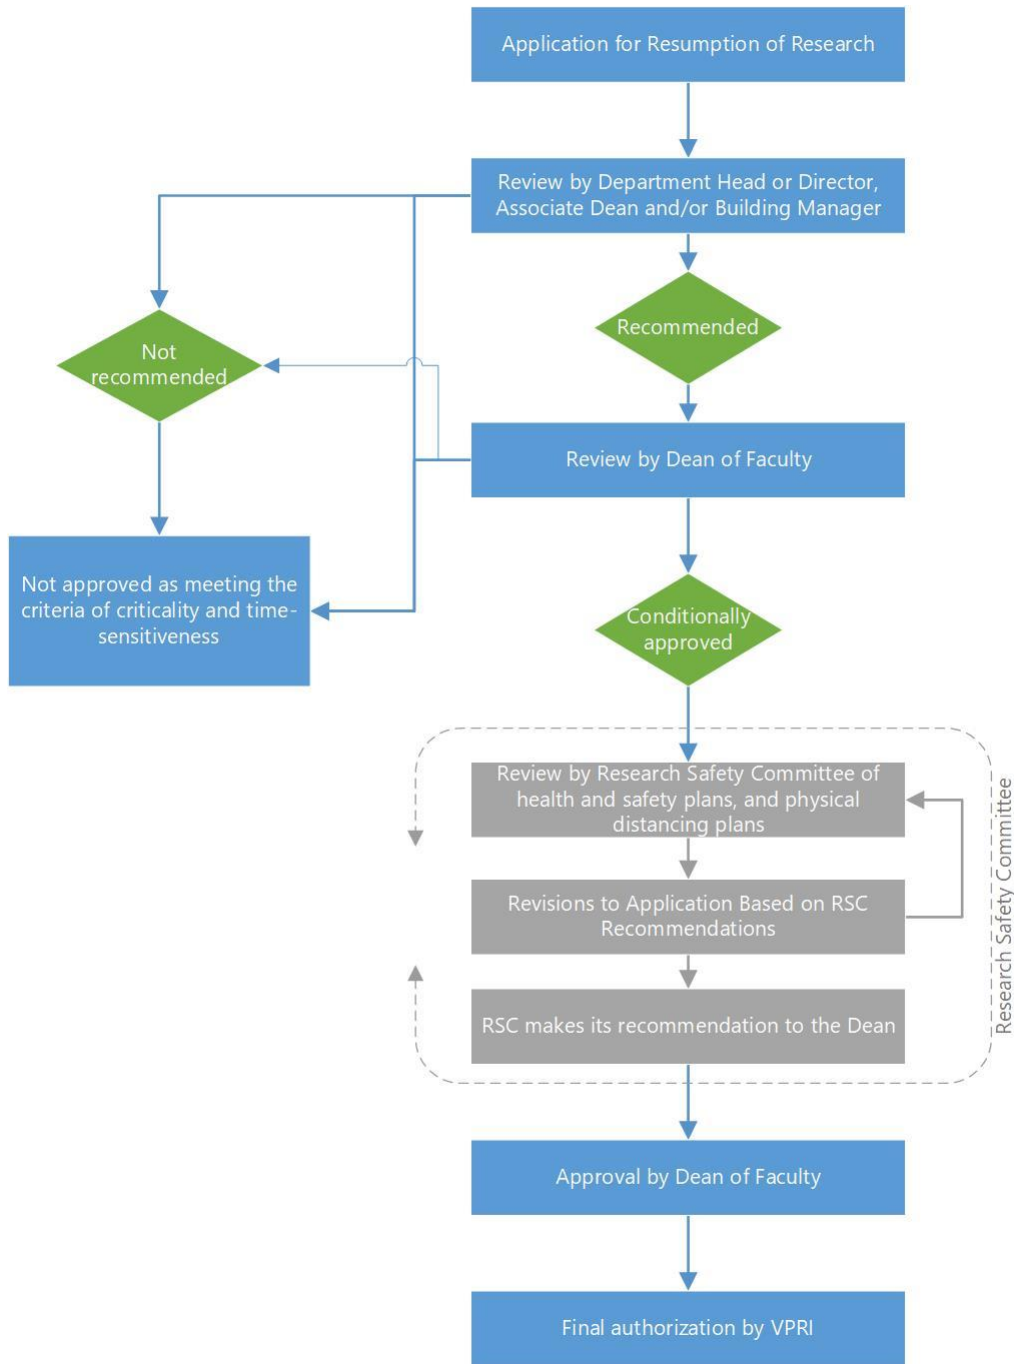 Application for Resumption of Research
Review by Department Head or Director,
Associate Dean and/or Building Manager
Recommended
Not
recommended
Review by Dean of Faculty
Not approved as meeting the
criteria of criticality and time-
sensitiveness
Conditionally
approved
Review by Research Safety Committee of
health and safety plans, and physical
distancing plans
Revisions to Application Based on RSC
Recommendations
RSC makes its recommendation to the Dean
Research Safety Committee
Approval by Dean of Faculty
Final authorization by VPRI